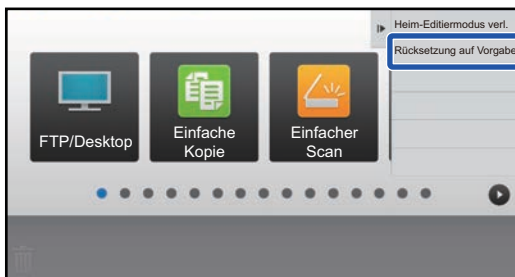 Heim-Editiermodus verl.
Rücksetzung auf Vorgabe
FTP/Desktop
Einfache
Kopie
Einfacher
Scan